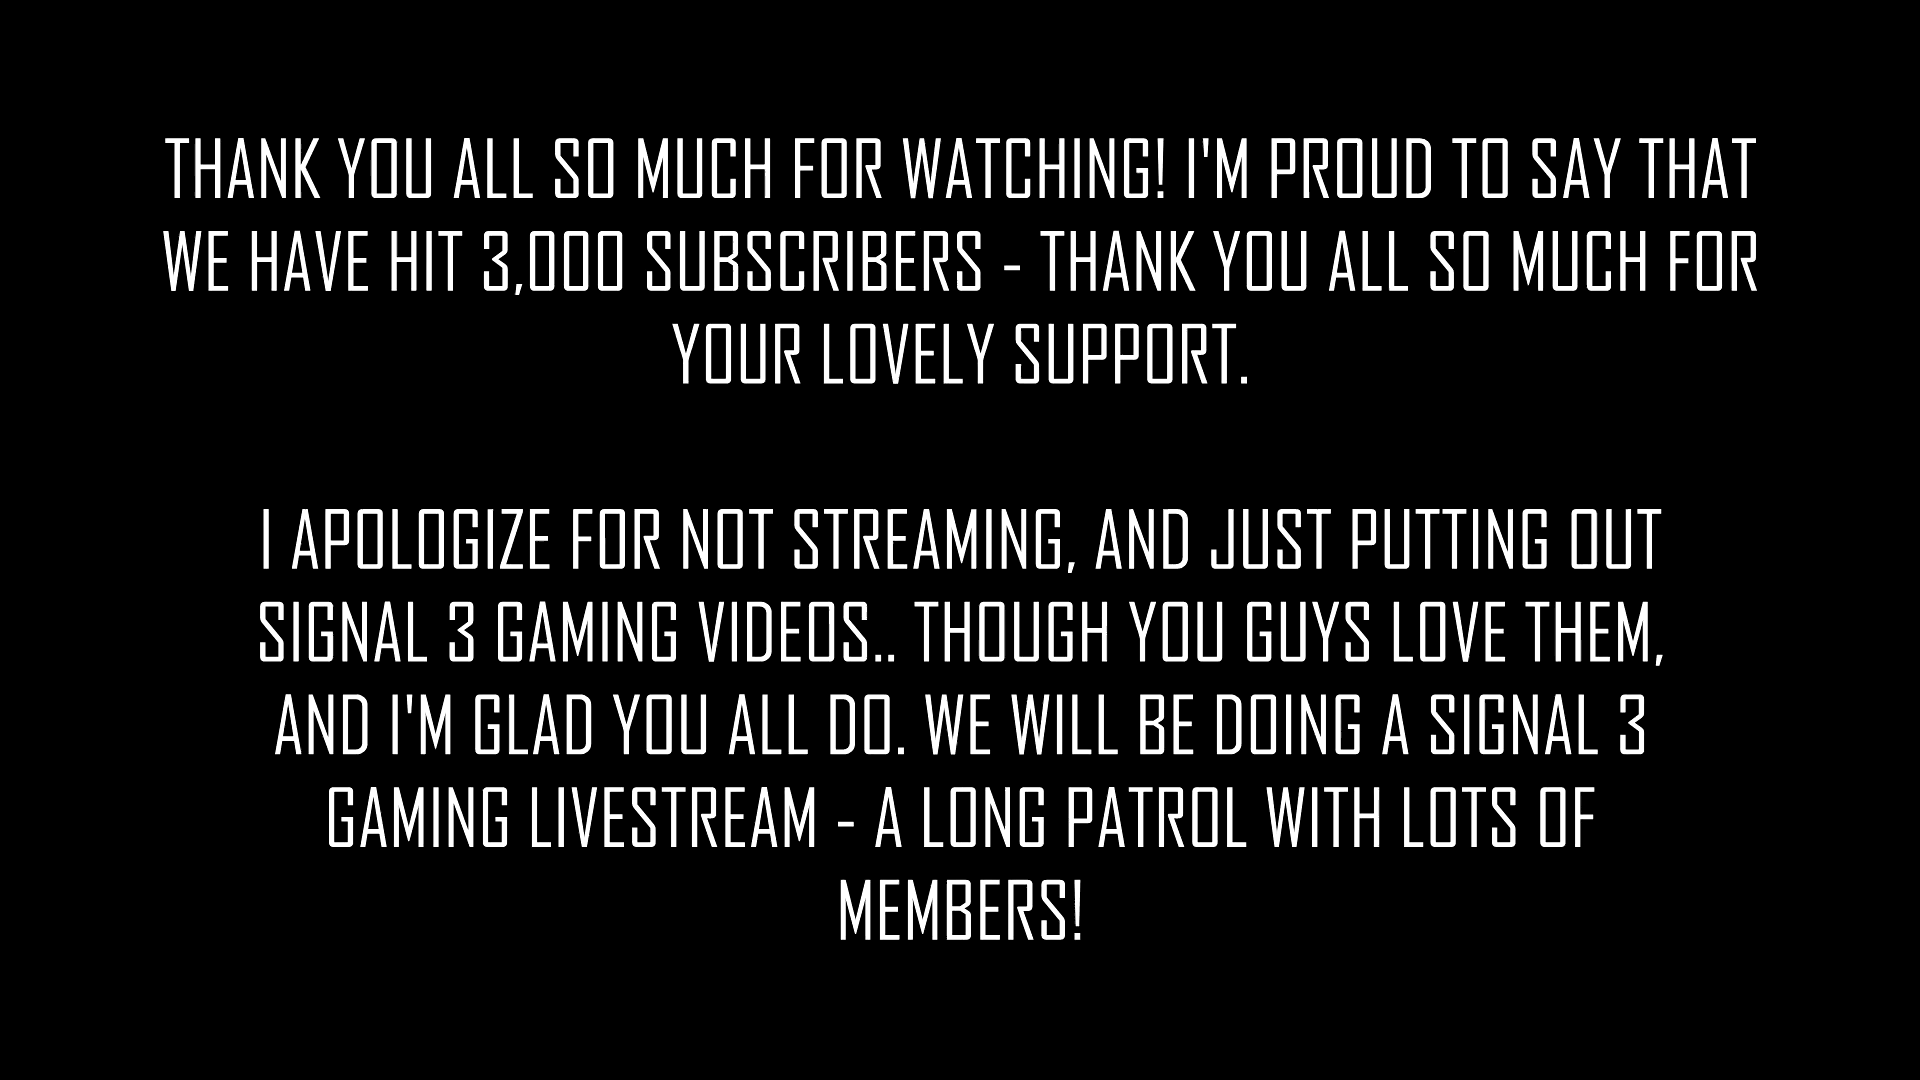 THANK YOU ALL SO MUCH FOR WATCHING! I'M PROUD TO SAY THAT
WE HAVE HIT 3,000 SUBSCRIBERS - THANK YOU ALL SO MUCH FOR
YOUR LOVELY SUPPORT.
I APOLOGIZE FOR NOT STREAMING, AND JUST PUTTING OUT
SIGNAL 3 GAMING VIDEOS.. THOUGH YOU GUYS LOVE THEM,
AND I'M GLAD YOU ALL DO. WE WILL BE DOING A SIGNAL 3
GAMING LIVESTREAM - A LONG PATROL WITH LOTS OF
MEMBERS!